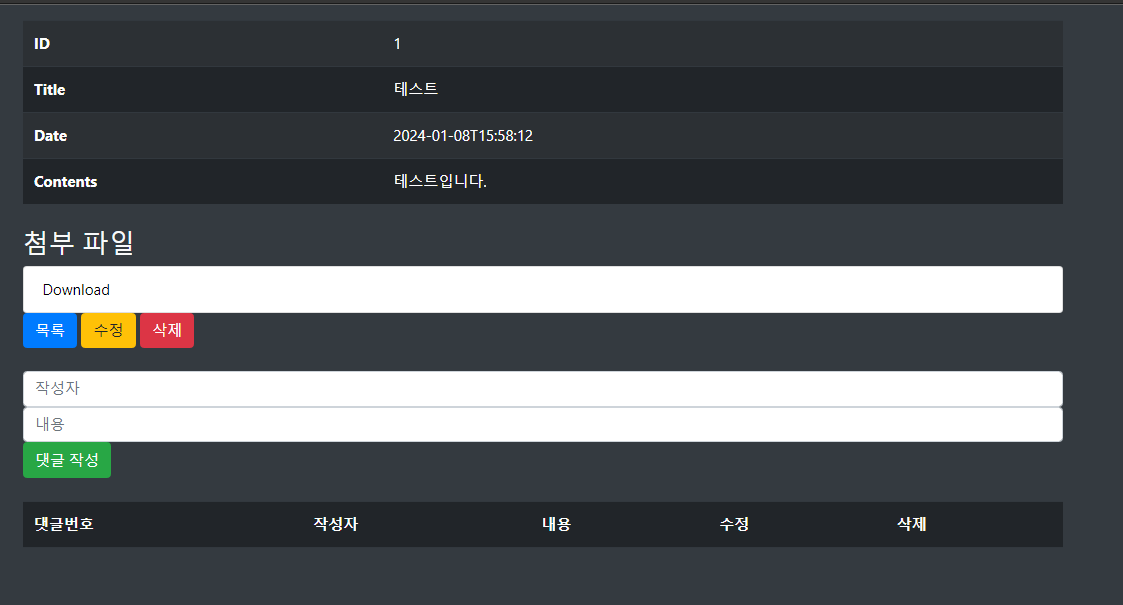 ID 1
Title 테스트
Date 2024-01-08T15:58:12
Contents 테스트입니다.
첨부 파일
Download
목록 수정 삭제
작성자
내용
댓글 작성
댓글번호 작성자 내용 수정 삭제